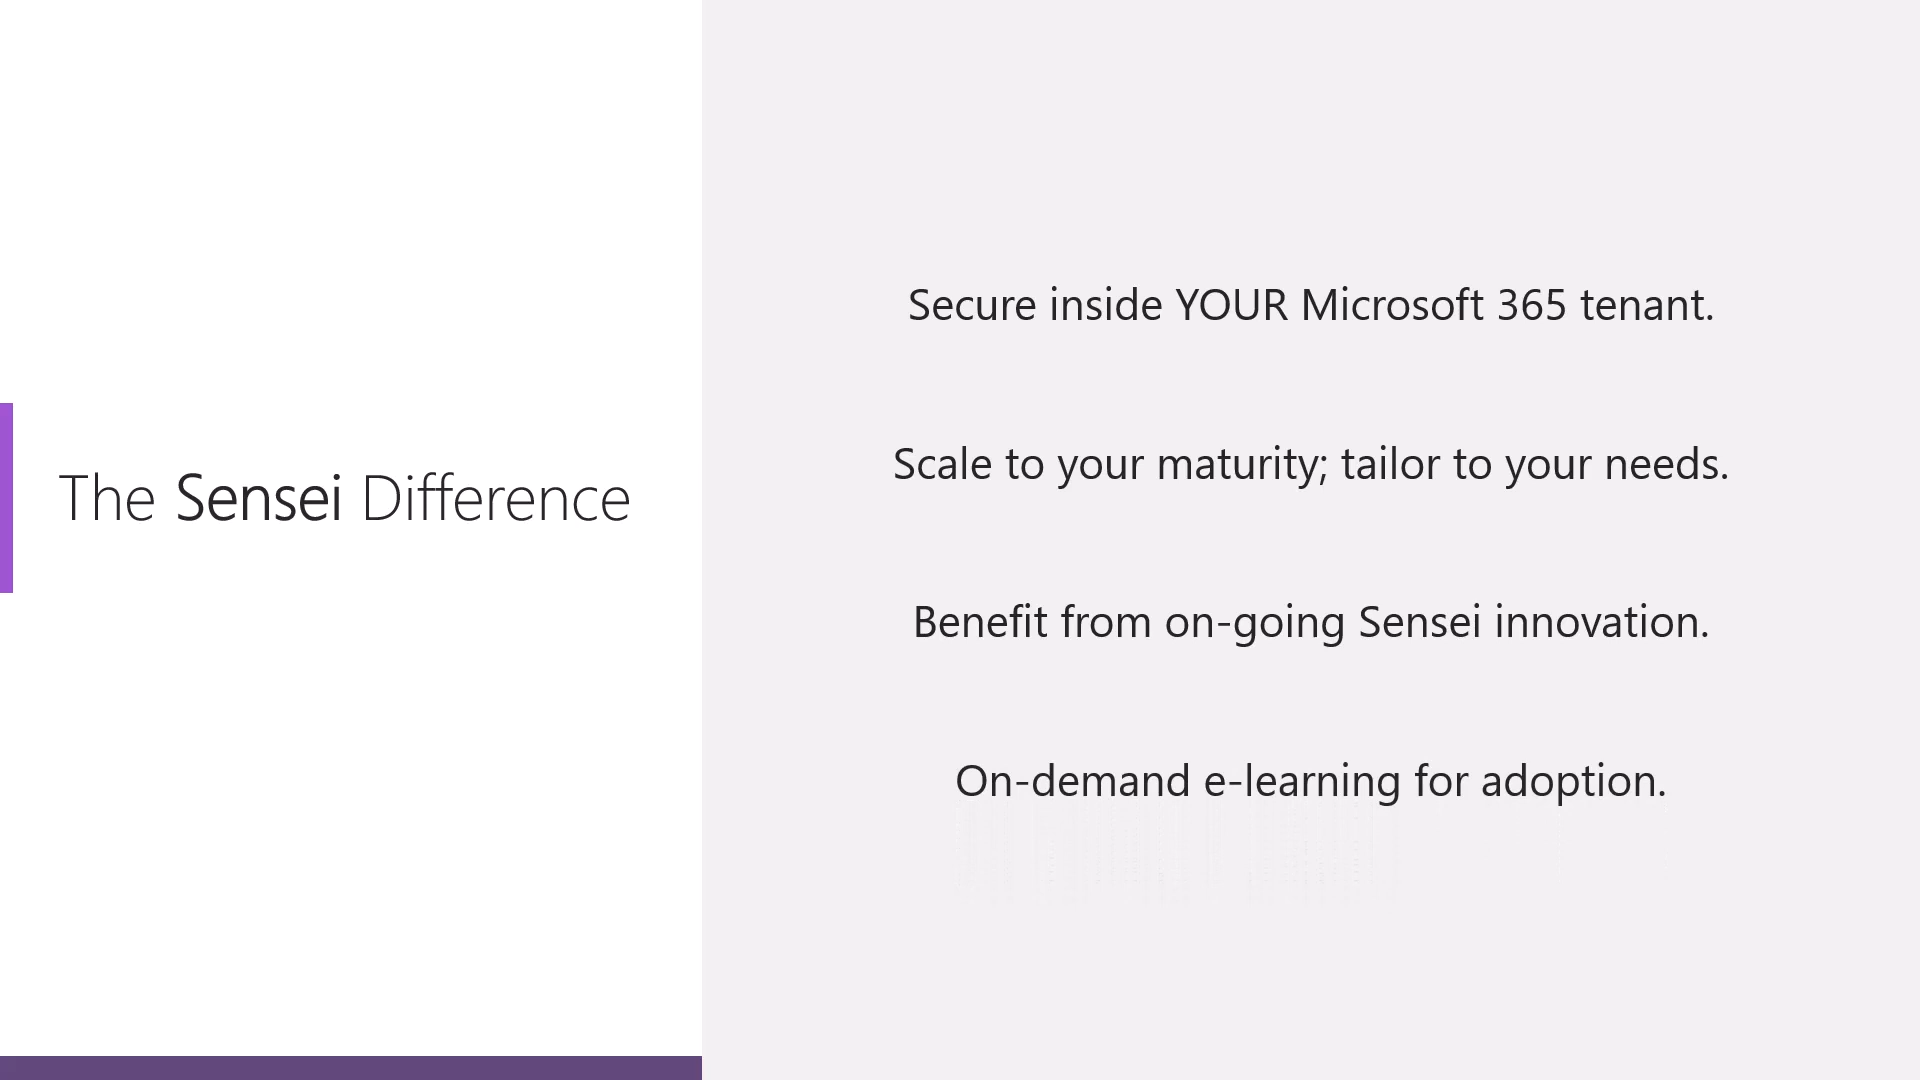 The Sensei Difference
Secure inside YOUR Microsoft 365 tenant.
Scale to your maturity; tailor to your needs.
Benefit from on-going Sensei innovation.
On-demand e-learning for adoption.